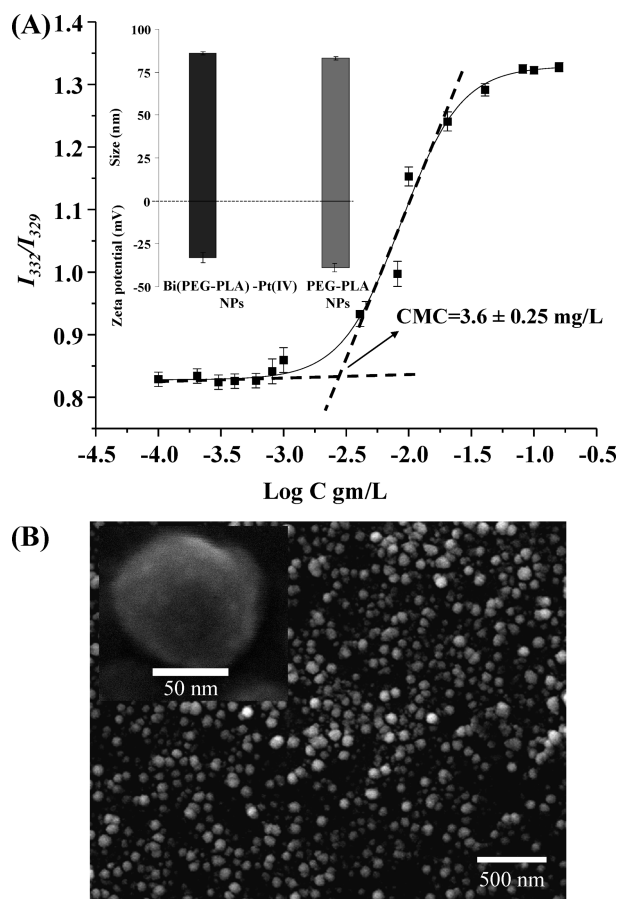 (A)
I332/I329
1.4
1.3
1.2
1.1
1.0
0.9
0.8
-4.5 -4.0 -3.5 -3.0 -2.5 -2.0 -1.5 -1.0 -0.5
Log C gm/L
Size (nm)
Zeta potential (mV)
100
75
50
25
0
-25
-50
Bi(PEG-PLA) -Pt(IV) PEG-PLA
NPs NPs
CMC=3.6 ± 0.25 mg/L
(B)
50 nm
500 nm